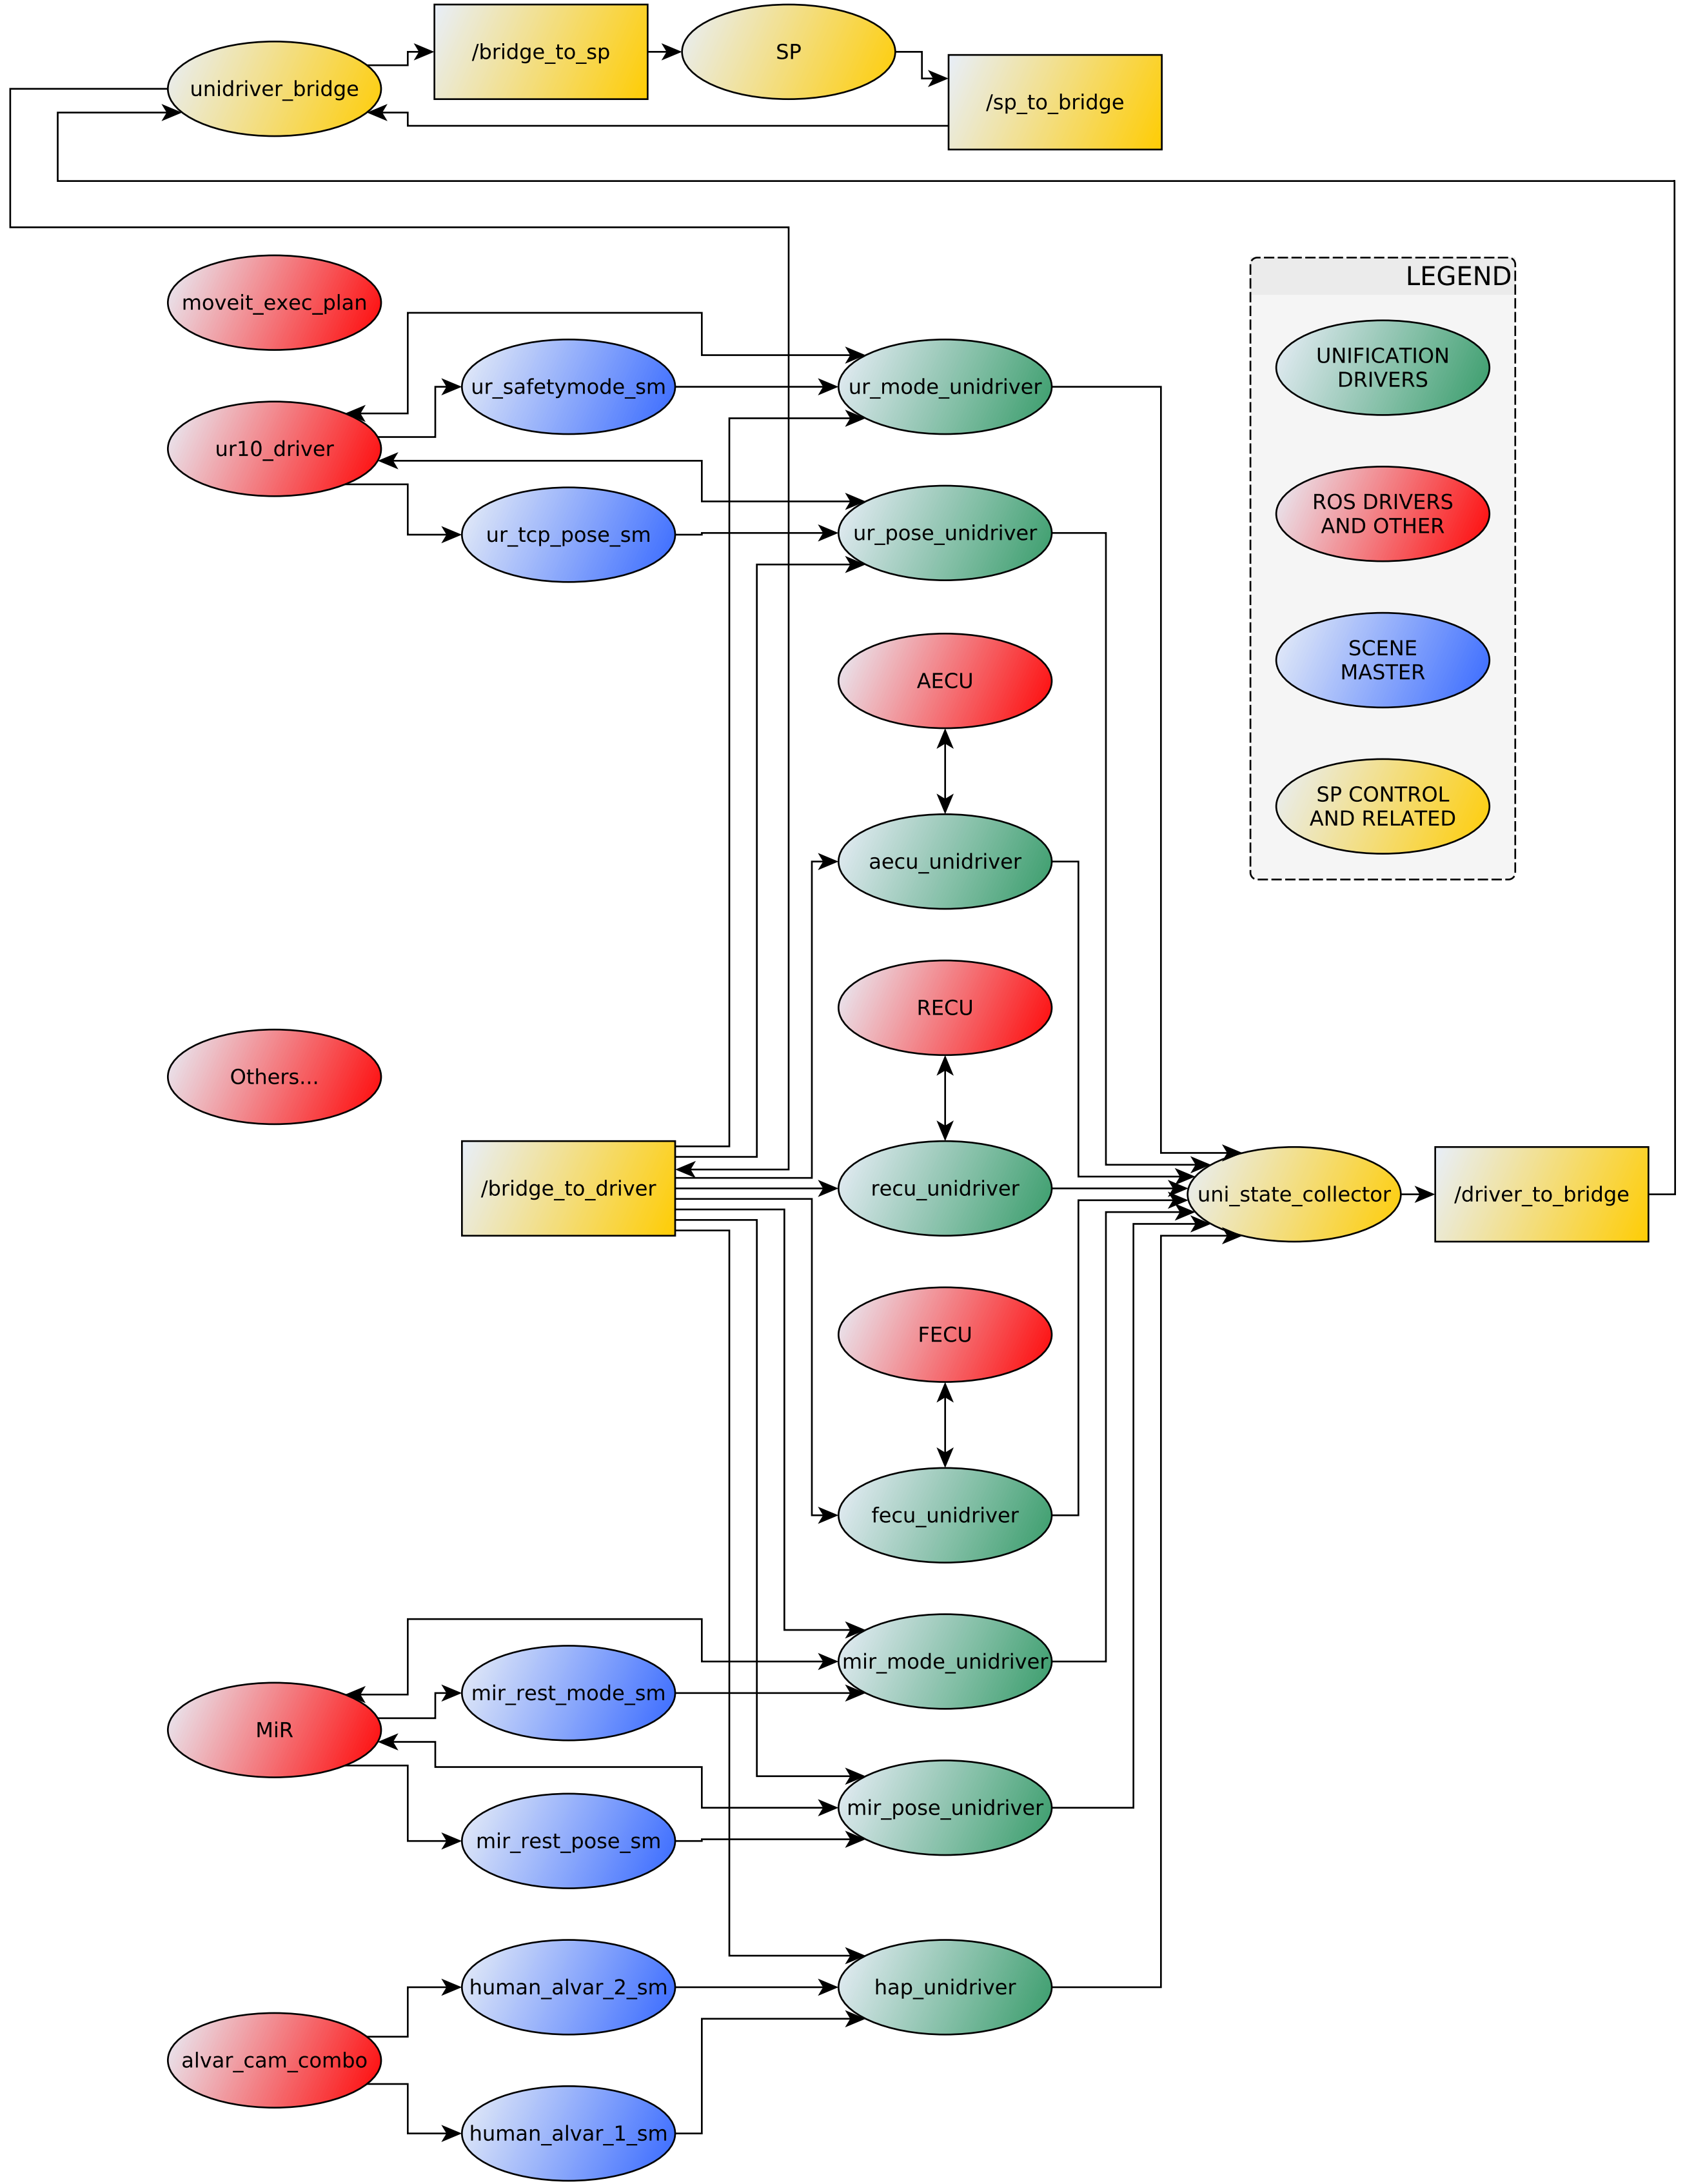 /bridge_to_sp
SP
unidriver_bridge
/sp_to_bridge
LEGEND
moveit_exec_plan
UNIFICATION
DRIVERS
ur_safetymode_sm
ur_mode_unidriver
ur10_driver
ROS DRIVERS
AND OTHER
ur_tcp_pose_sm
ur_pose_unidriver
SCENE
MASTER
AECU
SP CONTROL
AND RELATED
aecu_unidriver
RECU
Others...
/bridge_to_driver
recu_unidriver
uni_state_collector
/driver_to_bridge
FECU
fecu_unidriver
mir_mode_unidriver
mir_rest_mode_sm
MiR
mir_pose_unidriver
mir_rest_pose_sm
human_alvar_2_sm
hap_unidriver
alvar_cam_combo
human_alvar_1_sm